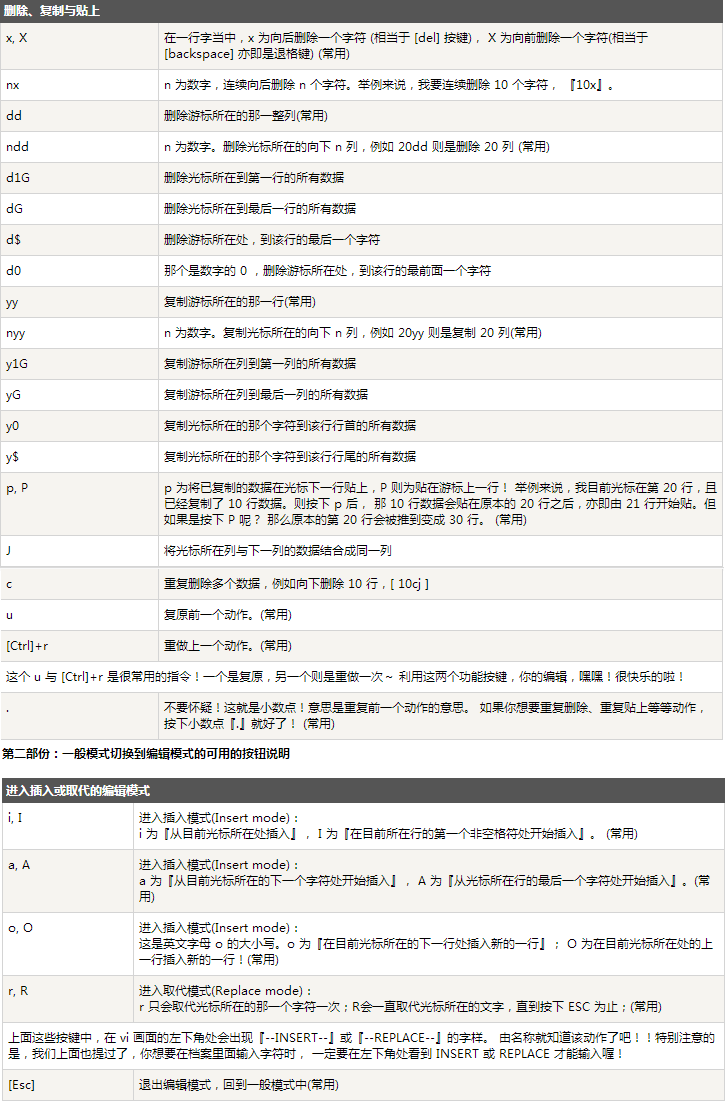 删除、复制与贴上
x, X 在一行字当中，x 为向后删除一个字符 (相当于 [del] 按键)， X 为向前删除一个字符(相当于
[backspace] 亦即是退格键) (常用)
nx n 为数字，连续向后删除 n 个字符。举例来说，我要连续删除 10 个字符， 『10x』。
dd 删除游标所在的那一整列(常用)
ndd n 为数字。删除光标所在的向下 n 列，例如 20dd 则是删除 20 列 (常用)
d1G 删除光标所在到第一行的所有数据
dG 删除光标所在到最后一行的所有数据
d$ 删除游标所在处，到该行的最后一个字符
d0 那个是数字的 0 ，删除游标所在处，到该行的最前面一个字符
yy 复制游标所在的那一行(常用)
nyy n 为数字。复制光标所在的向下 n 列，例如 20yy 则是复制 20 列(常用)
y1G 复制游标所在列到第一列的所有数据
yG 复制游标所在列到最后一列的所有数据
y0 复制光标所在的那个字符到该行行首的所有数据
y$ 复制光标所在的那个字符到该行行尾的所有数据
p, P p 为将已复制的数据在光标下一行贴上，P 则为贴在游标上一行！ 举例来说，我目前光标在第 20 行，且
已经复制了 10 行数据。则按下 p 后， 那 10 行数据会贴在原本的 20 行之后，亦即由 21 行开始贴。但
如果是按下 P 呢？ 那么原本的第 20 行会被推到变成 30 行。 (常用)
J 将光标所在列与下一列的数据结合成同一列
c 重复删除多个数据，例如向下删除 10 行，[ 10cj ]
u 复原前一个动作。(常用)
[Ctrl]+r 重做上一个动作。(常用)
这个 u 与 [Ctrl]+r 是很常用的指令！一个是复原，另一个则是重做一次～ 利用这两个功能按键，你的编辑，嘿嘿！很快乐的啦！
. 不要怀疑！这就是小数点！意思是重复前一个动作的意思。 如果你想要重复删除、重复贴上等等动作，
按下小数点『.』就好了！ (常用)
第二部份：一般模式切换到编辑模式的可用的按钮说明
进入插入或取代的编辑模式
i, I 进入插入模式(Insert mode)：
i 为『从目前光标所在处插入』， I 为『在目前所在行的第一个非空格符处开始插入』。 (常用)
a, A 进入插入模式(Insert mode)：
a 为『从目前光标所在的下一个字符处开始插入』， A 为『从光标所在行的最后一个字符处开始插入』。(常
用)
o, O 进入插入模式(Insert mode)：
这是英文字母 o 的大小写。o 为『在目前光标所在的下一行处插入新的一行』； O 为在目前光标所在处的上
一行插入新的一行！(常用)
r, R 进入取代模式(Replace mode)：
r 只会取代光标所在的那一个字符一次；R会一直取代光标所在的文字，直到按下 ESC 为止；(常用)
上面这些按键中，在 vi 画面的左下角处会出现『--INSERT--』或『--REPLACE--』的字样。 由名称就知道该动作了吧！！特别注意的
是，我们上面也提过了，你想要在档案里面输入字符时， 一定要在左下角处看到 INSERT 或 REPLACE 才能输入喔！
[Esc] 退出编辑模式，回到一般模式中(常用)